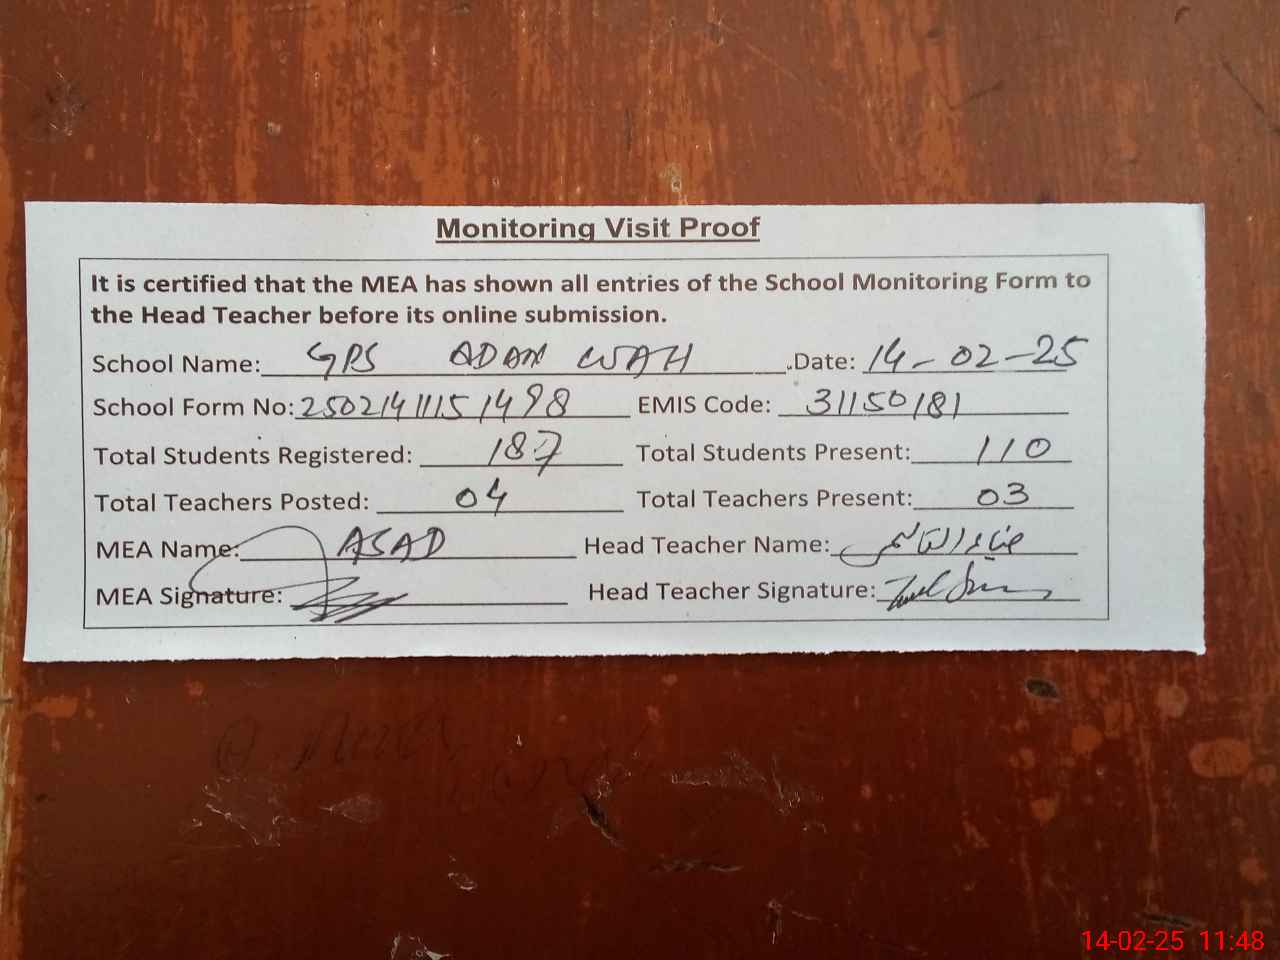 Monitoring Visit Proof
It is certified that the MEA has shown all entries of the School Monitoring Form to
the Head Teacher before its online submission.
School Name: GPS ADAM WAH .Date: 14-02-25
School Form No: 25021411151498 EMIS Code: 31150181
Total Students Registered: 187 Total Students Present: 110
Total Teachers Posted: 04 Total Teachers Present: 03
MEA Name: ASAD Head Teacher Name:
MEA Signature: Head Teacher Signature:
14-02-25 11:48